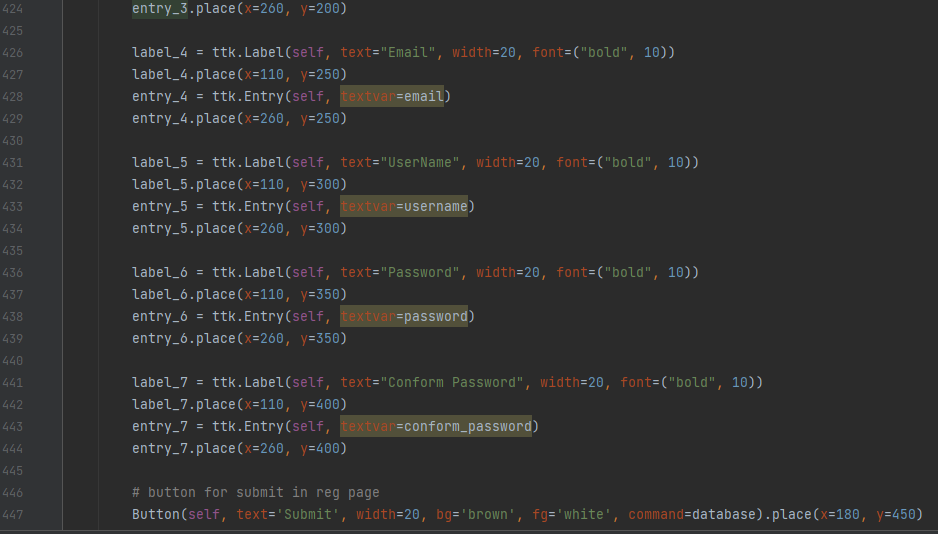 424 entry_3.place(x=260, y=200)
425
426 label_4 = ttk.Label(self, text="Email", width=20, font=("bold", 10))
427 label_4.place(x=110, y=250)
428 entry_4 = ttk.Entry(self, textvar=email)
429 entry_4.place(x=260, y=250)
430
431 label_5 = ttk.Label(self, text="UserName", width=20, font=("bold", 10))
432 label_5.place(x=110, y=300)
433 entry_5 = ttk.Entry(self, textvar=username)
434 entry_5.place(x=260, y=300)
435
436 label_6 = ttk.Label(self, text="Password", width=20, font=("bold", 10))
437 label_6.place(x=110, y=350)
438 entry_6 = ttk.Entry(self, textvar=password)
439 entry_6.place(x=260, y=350)
440
441 label_7 = ttk.Label(self, text="Conform Password", width=20, font=("bold", 10))
442 label_7.place(x=110, y=400)
443 entry_7 = ttk.Entry(self, textvar=conform_password)
444 entry_7.place(x=260, y=400)
445
446 # button for submit in reg page
447 Button(self, text='Submit', width=20, bg='brown', fg='white', command=database).place(x=180, y=450)